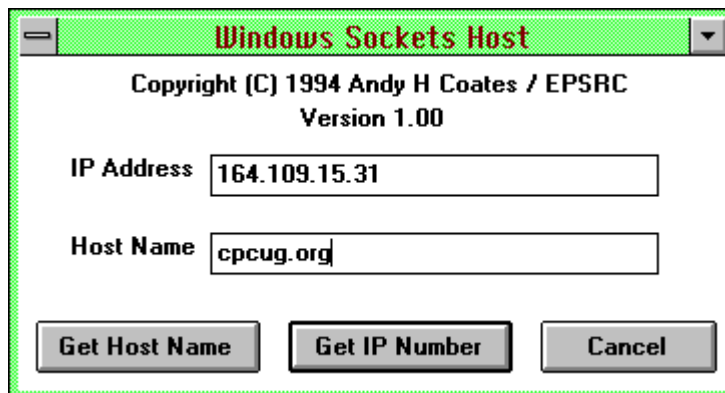 Windows Sockets Host
Copyright (C) 1994 Andy H Coates / EPSRC
Version 1.00
IP Address 164.109.15.31
Host Name cpcug.org
Get Host Name Get IP Number Cancel